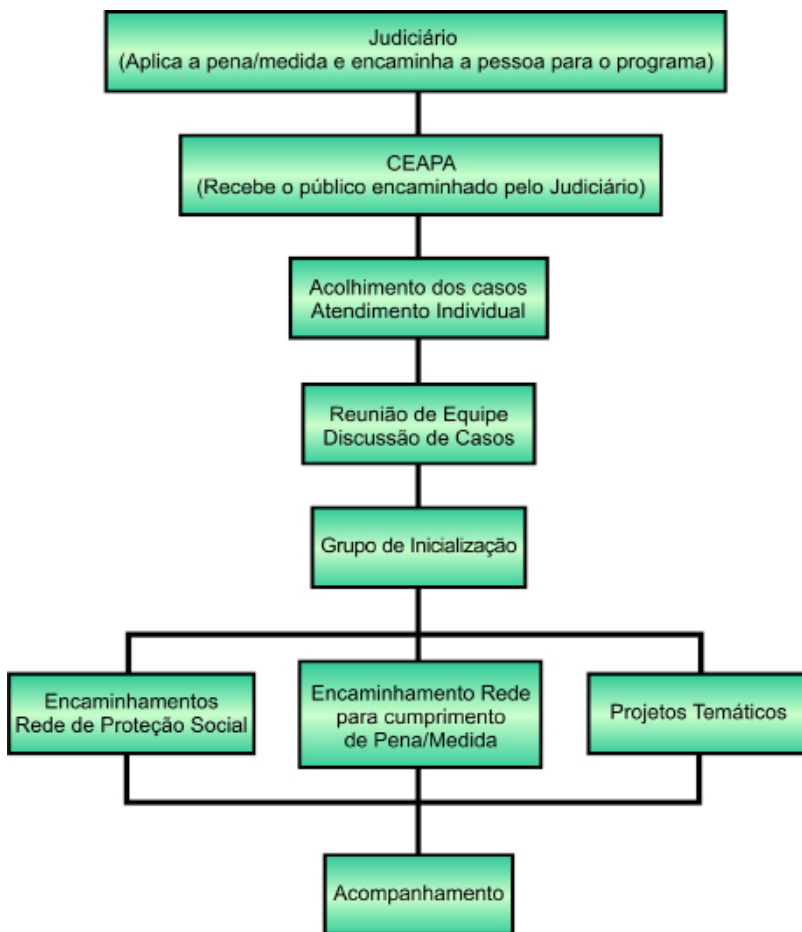 Judiciário
(Aplica a pena/medida e encaminha a pessoa para o programa)
CEAPA
(Recebe o público encaminhado pelo Judiciário)
Acolhimento dos casos
Atendimento Individual
Reunião de Equipe
Discussão de Casos
Grupo de Inicialização
Encaminhamentos
Rede de Proteção Social
Encaminhamento Rede
para cumprimento
de Pena/Medida
Projetos Temáticos
Acompanhamento